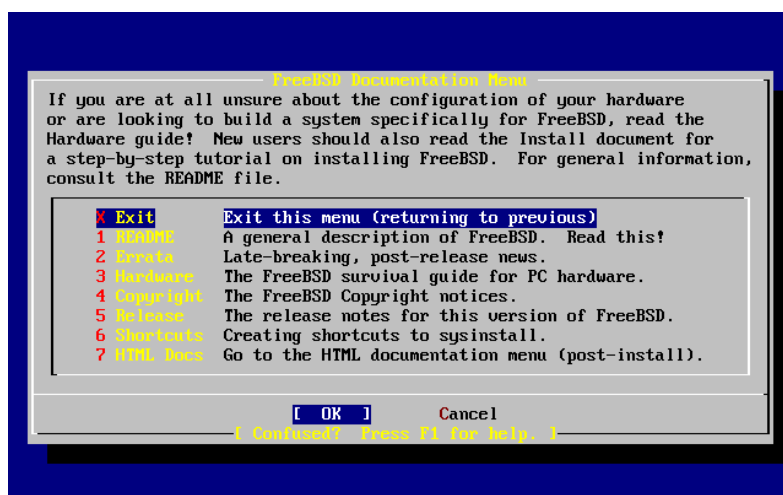 FreeBSD Documentation Menu
If you are at all unsure about the configuration of your hardware
or are looking to build a system specifically for FreeBSD, read the
Hardware guide!  New users should also read the Install document for
a step-by-step tutorial on installing FreeBSD.  For general information,
consult the README file.
X Exit Exit this menu (returning to previous)
1 README A general description of FreeBSD.  Read this!
2 Errata Late-breaking, post-release news.
3 Hardware The FreeBSD survival guide for PC hardware.
4 Copyright The FreeBSD Copyright notices.
5 Release The release notes for this version of FreeBSD.
6 Shortcuts Creating shortcuts to sysinstall.
7 HTML Docs Go to the HTML documentation menu (post-install).
[ OK ] Cancel
[ Confused?  Press F1 for help. ]